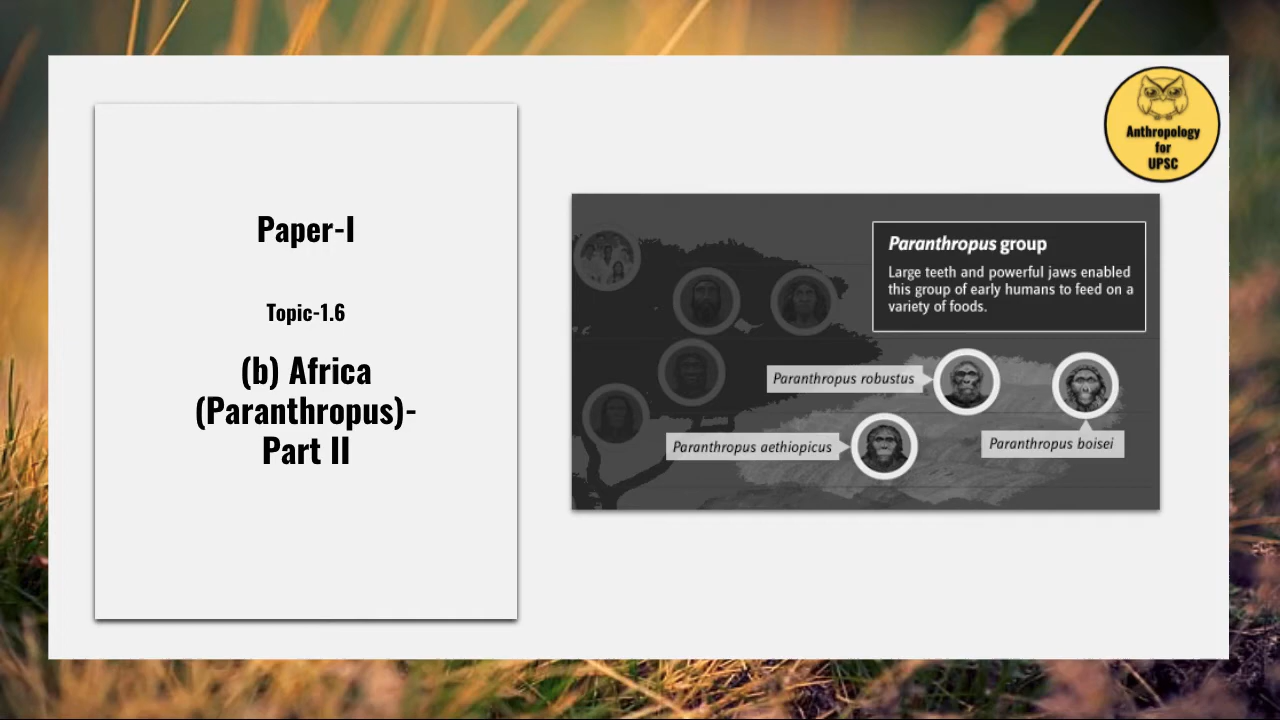 Paper-I
Topic-1.6
(b) Africa
(Paranthropus)-
Part II
Anthropology
for
UPSC
Paranthropus group
Large teeth and powerful jaws enabled
this group of early humans to feed on a
variety of foods.
Paranthropus robustus
Paranthropus aethiopicus
Paranthropus boisei